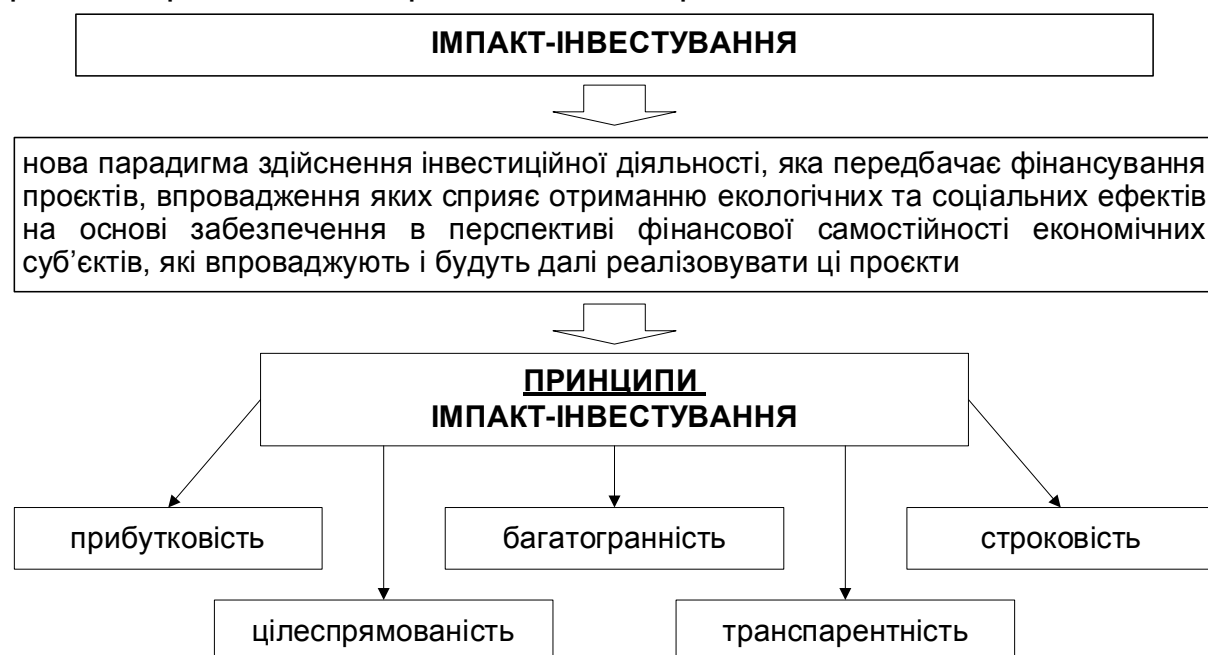 ІМПАКТ-ІНВЕСТУВАННЯ
нова парадигма здійснення інвестиційної діяльності, яка передбачає фінансування
проєктів, впровадження яких сприяє отриманню екологічних та соціальних ефектів
на основі забезпечення в перспективі фінансової самостійності економічних
суб’єктів, які впроваджують і будуть далі реалізовувати ці проєкти
ПРИНЦИПИ
ІМПАКТ-ІНВЕСТУВАННЯ
прибутковість
багатогранність
строковість
цілеспрямованість
транспарентність